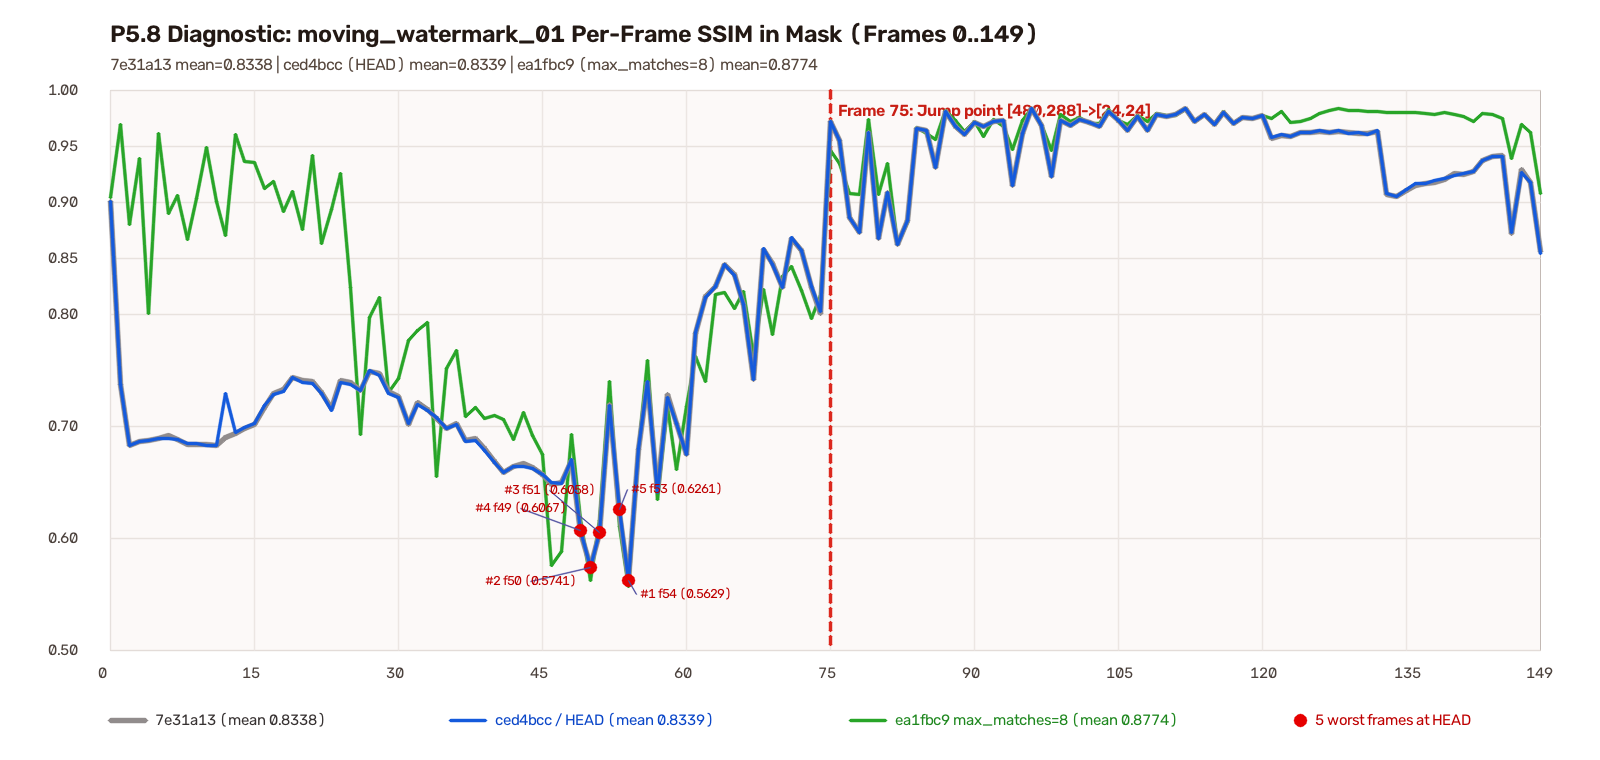 P5.8 Diagnostic: moving_watermark_01 Per-Frame SSIM in Mask (Frames 0..149)
7e31a13 mean=0.8338 | ced4bcc (HEAD) mean=0.8339 | ea1fbc9 (max_matches=8) mean=0.8774
1.00
Frame 75: Jump point [480,288]->[24,24]
0.95
0.90
0.85
0.80
0.70
#3 f51 (0.6058)
#5 f53 (0.6261)
#4 f49 (0.6067)
0.60
#2 f50 (0.5741)
#1 f54 (0.5629)
0.50
0 15 30 45 60 75 90 105 120 135 149
7e31a13 (mean 0.8338) ced4bcc / HEAD (mean 0.8339) ea1fbc9 max_matches=8 (mean 0.8774) 5 worst frames at HEAD